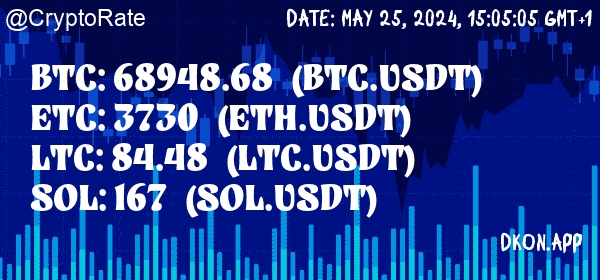 @CryptoRate
DATE: MAY 25, 2024, 15:05:05 GMT+1
BTC: 68948.68 (BTC.USDT)
ETC: 3730 (ETH.USDT)
LTC: 84.48 (LTC.USDT)
SOL: 167 (SOL.USDT)
DKON.APP